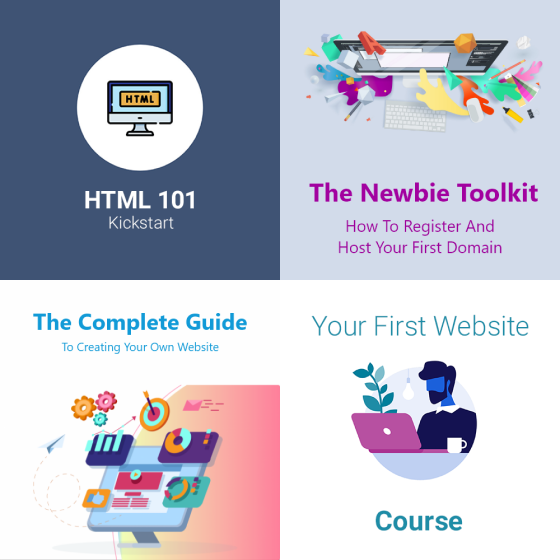 HTML
HTML 101
Kickstart
The Newbie Toolkit
How To Register And
Host Your First Domain
The Complete Guide
To Creating Your Own Website
Your First Website
Course